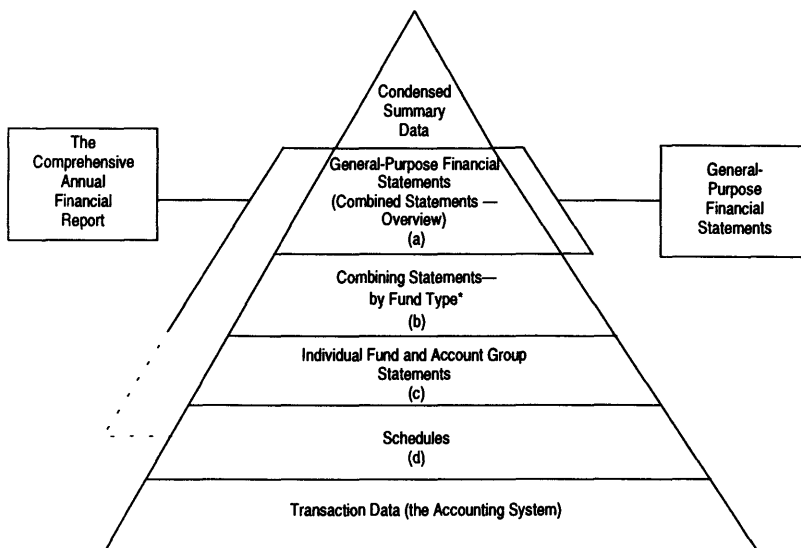 Condensed
Summary
Data
The
Comprehensive
Annual
Financial
Report
General-Purpose Financial
Statements
(Combined Statements —
Overview)
(a)
General-
Purpose
Financial
Statements
Combining Statements—
by Fund Type*
(b)
Individual Fund and Account Group
Statements
(c)
Schedules
(d)
Transaction Data (the Accounting System)